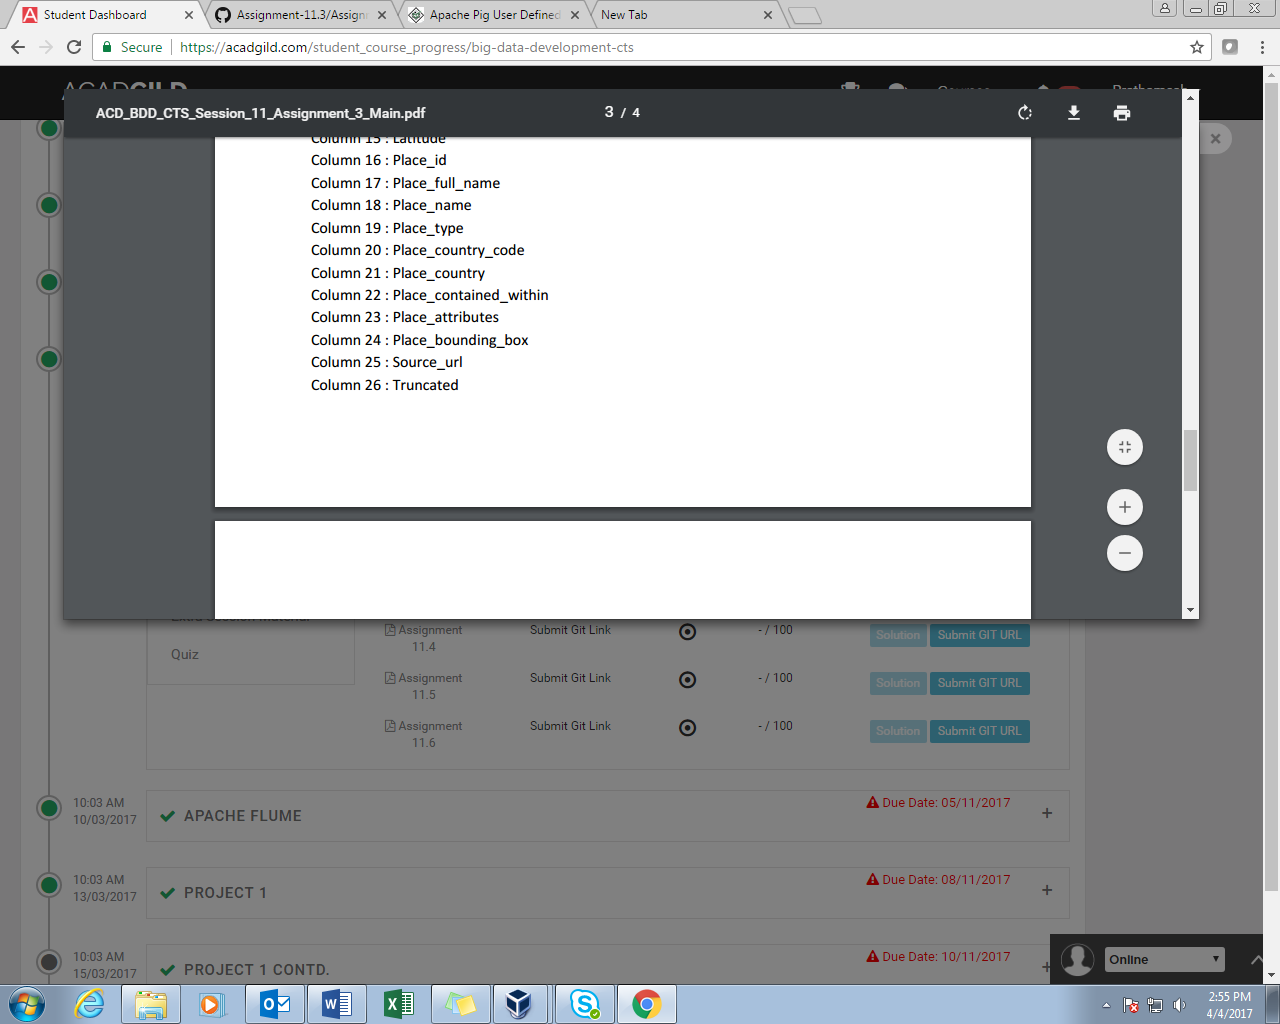 Student Dashboard
Assignment-11.3/Assign
Apache Pig User Defined
New Tab
Secure
https://acadgild.com/student_course_progress/big-data-development-cts
ACADGILD
Courses
ACD_BDD_CTS_Session_11_Assignment_3_Main.pdf
3 / 4
Column 15 : Latitude
Column 16 : Place_id
Column 17 : Place_full_name
Column 18 : Place_name
Column 19 : Place_type
Column 20 : Place_country_code
Column 21 : Place_country
Column 22 : Place_contained_within
Column 23 : Place_attributes
Column 24 : Place_bounding_box
Column 25 : Source_url
Column 26 : Truncated
Quiz
Assignment 
11.4
Submit Git Link
- / 100
Solution
Submit GIT URL
Assignment
11.5
Submit Git Link
- / 100
Solution
Submit GIT URL
Assignment
11.6
Submit Git Link
- / 100
Solution
Submit GIT URL
10:03 AM
10/03/2017
APACHE FLUME
Due Date: 05/11/2017
10:03 AM
13/03/2017
PROJECT 1
Due Date: 08/11/2017
10:03 AM
15/03/2017
PROJECT 1 CONTD.
Due Date: 10/11/2017
Online
2:55 PM
4/4/2017